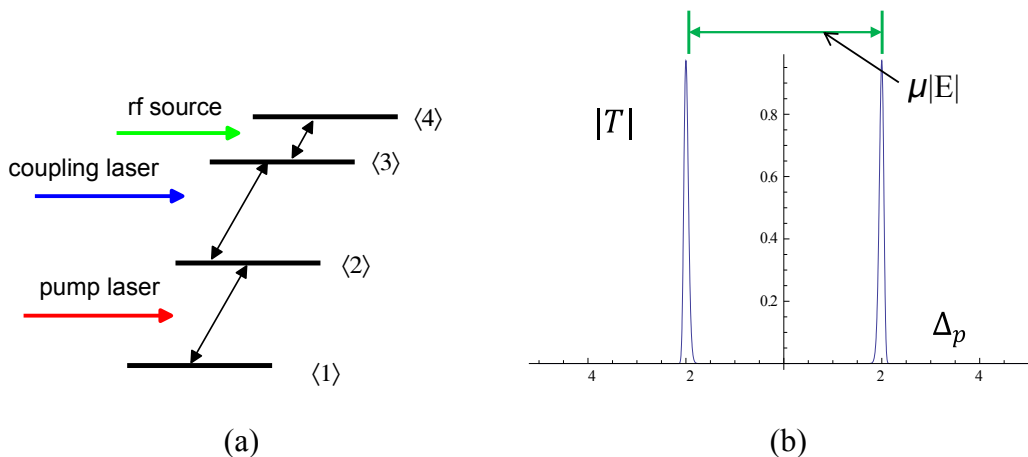 rf source
⟨4⟩
coupling laser
⟨3⟩
⟨2⟩
pump laser
⟨1⟩
(a)
μ|E|
|T|
0.8
0.6
0.4
0.2
Δp
4 2 0 2 4
(b)